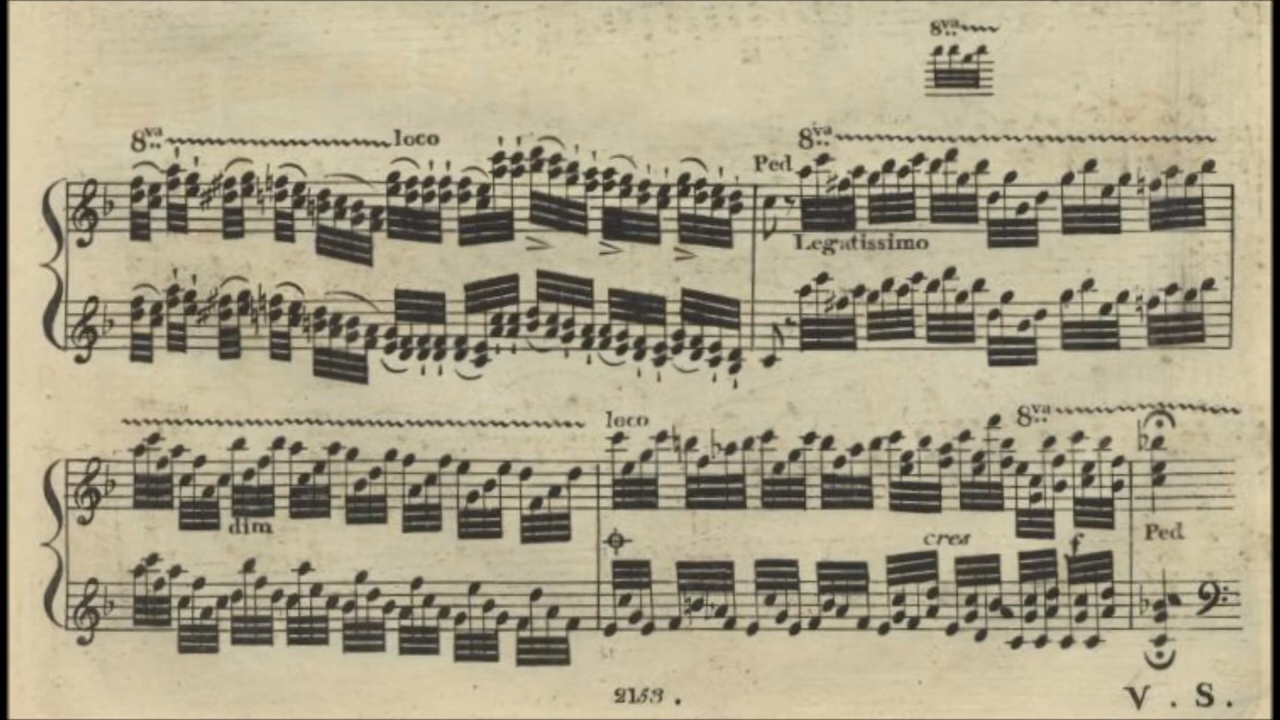 8va
8va loco
Ped 8va
Legatissimo
loco 8va
dim
cres f Ped
2153.
V. S.